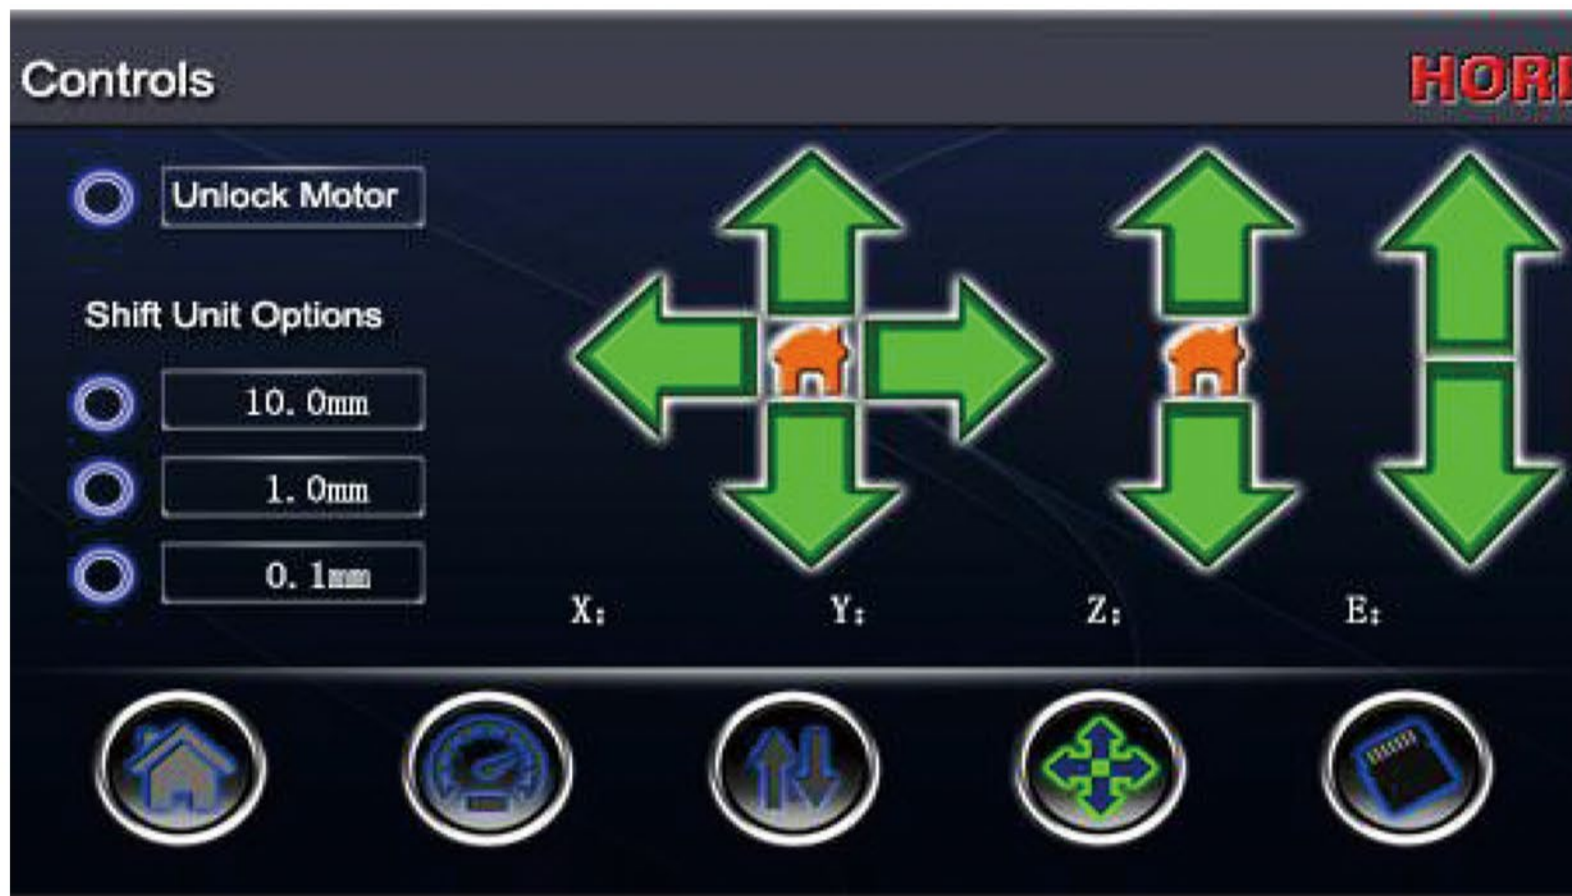 Controls
HORI
Unlock Motor
Shift Unit Options
10.0mm
1.0mm
0.1mm
X: Y: Z: E: